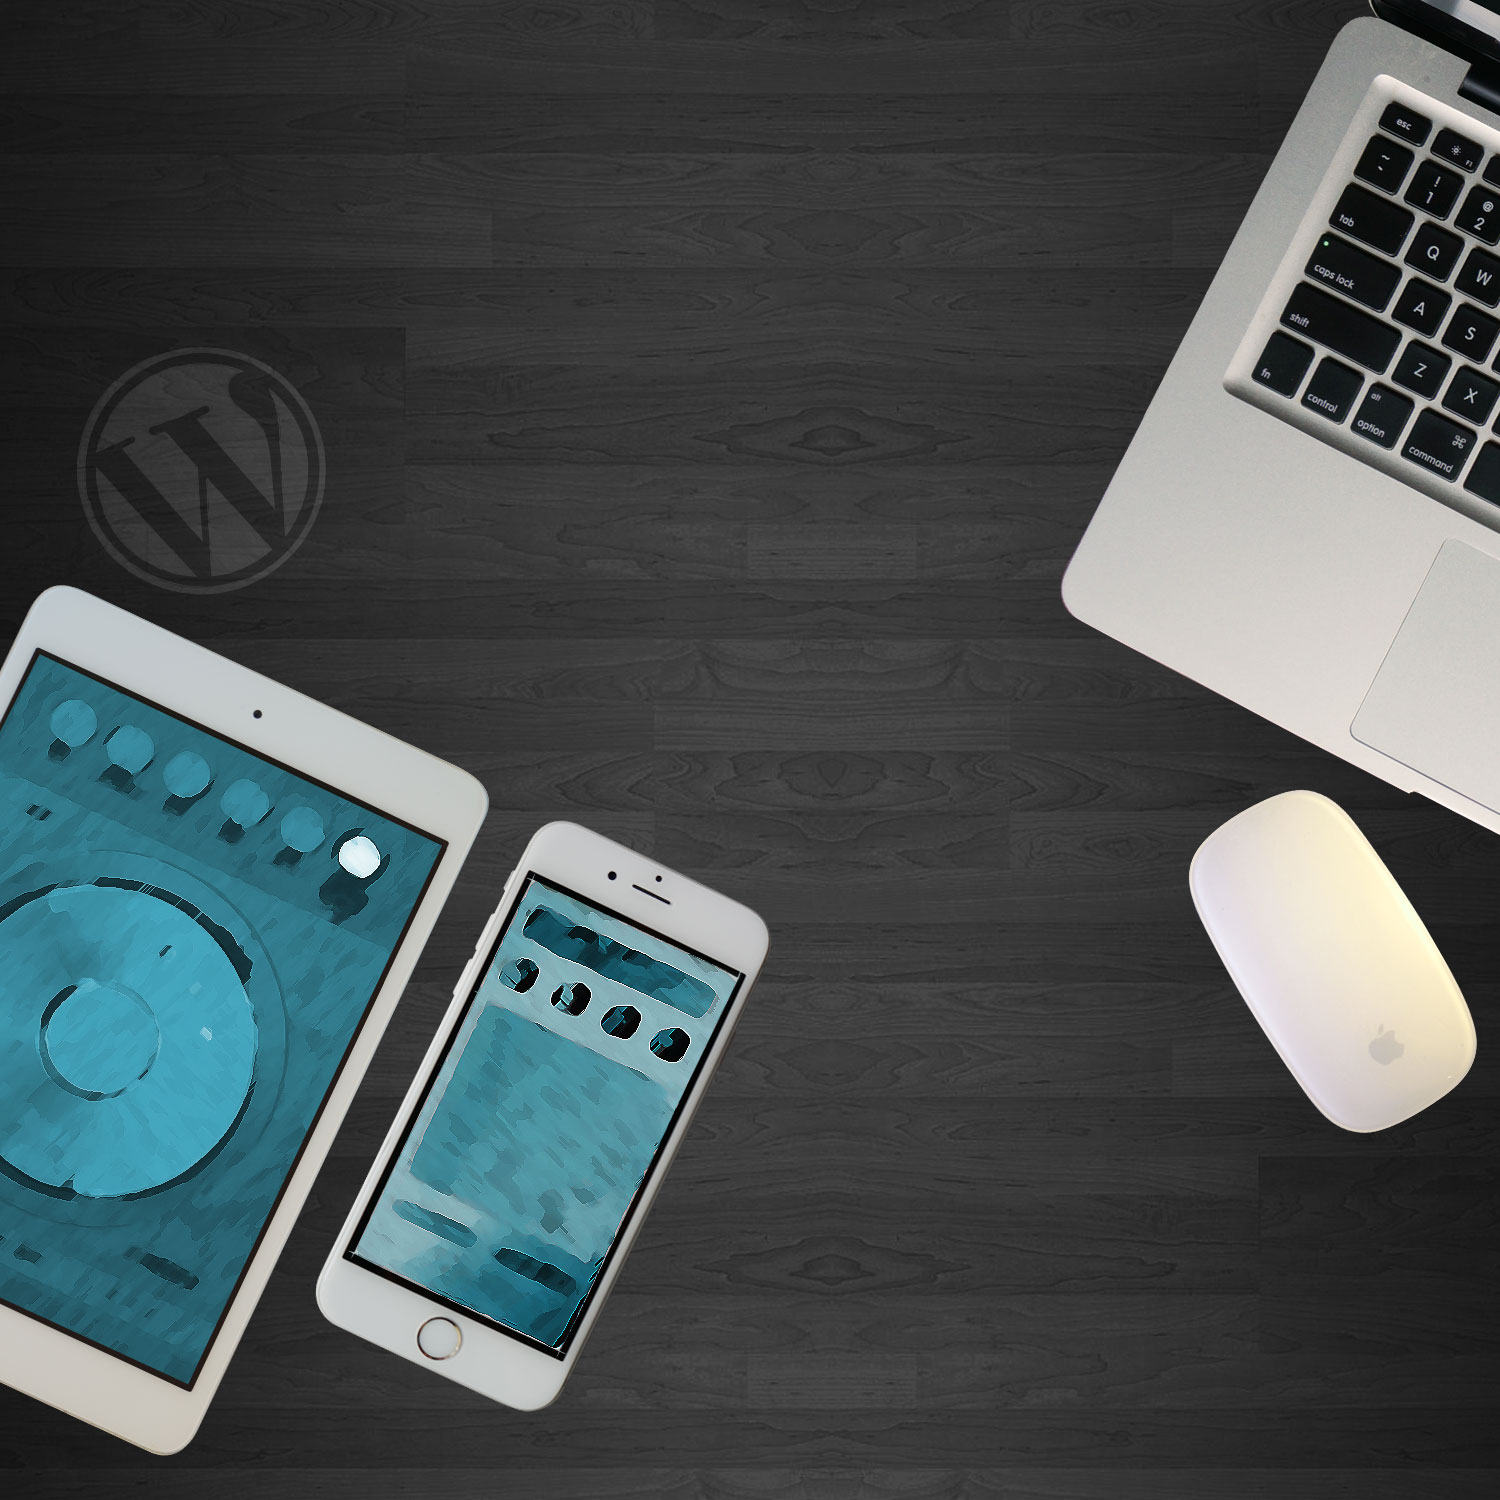 esc
F1
~
!
1
@
2
tab
Q
W
caps lock
A
S
shift
Z
X
fn
control
alt
option
⌘
command
W